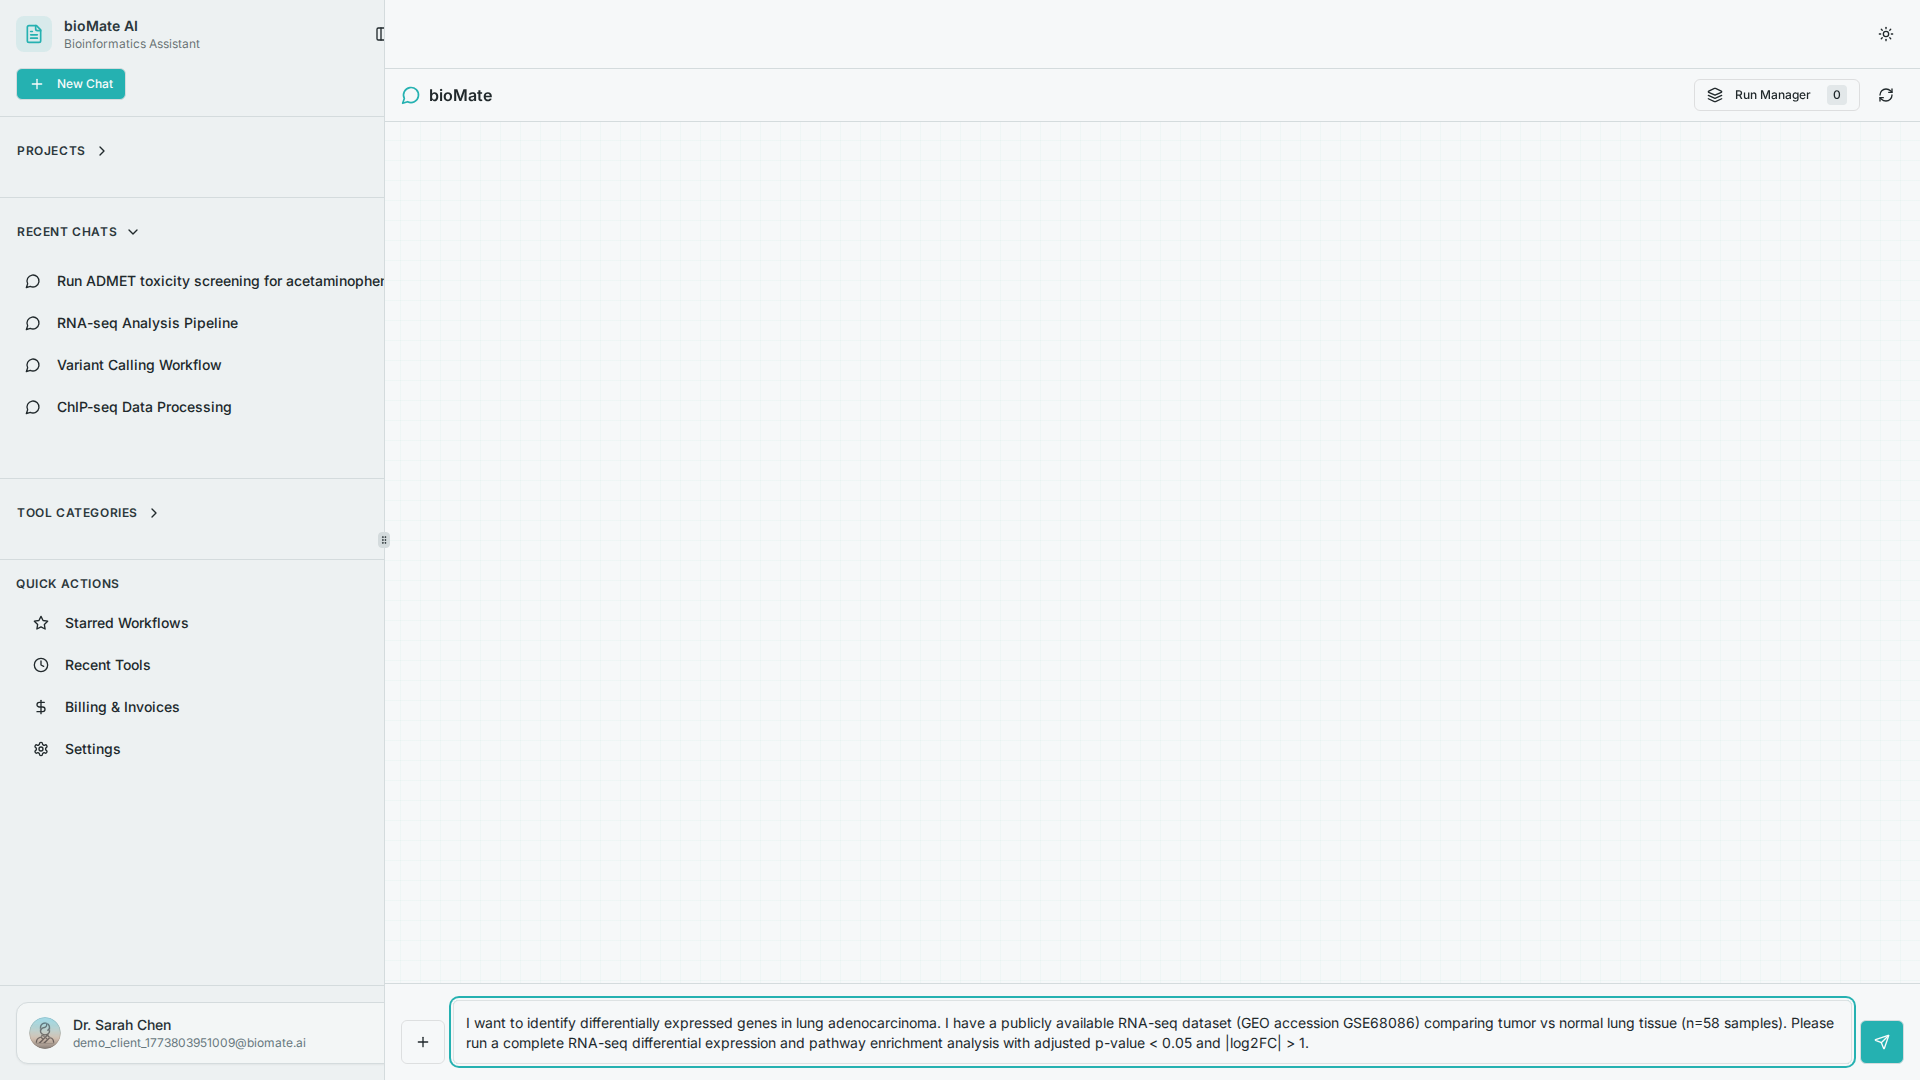 bioMate AI
Bioinformatics Assistant
New Chat
PROJECTS
RECENT CHATS
Run ADMET toxicity screening for acetaminophen
RNA-seq Analysis Pipeline
Variant Calling Workflow
ChIP-seq Data Processing
TOOL CATEGORIES
QUICK ACTIONS
Starred Workflows
Recent Tools
Billing & Invoices
Settings
Dr. Sarah Chen
demo_client_1773803951009@biomate.ai
bioMate
Run Manager 0
I want to identify differentially expressed genes in lung adenocarcinoma. I have a publicly available RNA-seq dataset (GEO accession GSE68086) comparing tumor vs normal lung tissue (n=58 samples). Please
run a complete RNA-seq differential expression and pathway enrichment analysis with adjusted p-value < 0.05 and |log2FC| > 1.